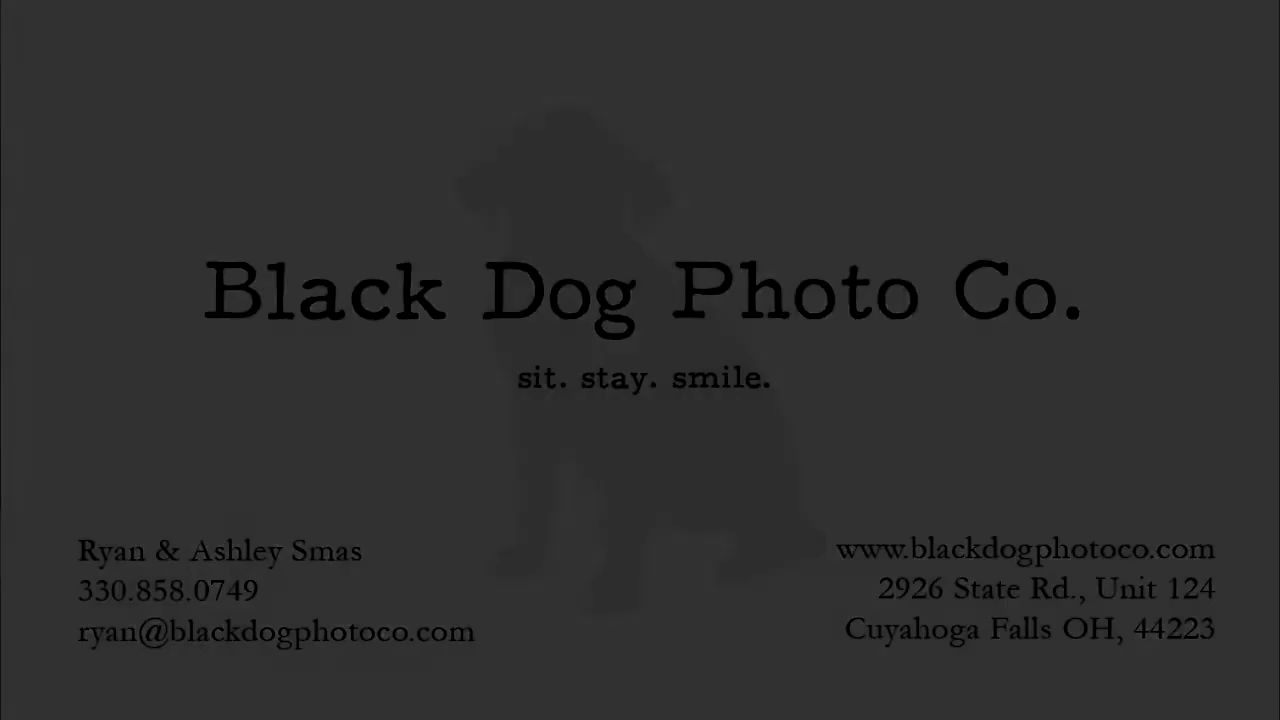 Black Dog Photo Co.
sit. stay. smile.
Ryan & Ashley Smas
330.858.0749
ryan@blackdogphotoco.com
www.blackdogphotoco.com
2926 State Rd., Unit 124
Cuyahoga Falls OH, 44223